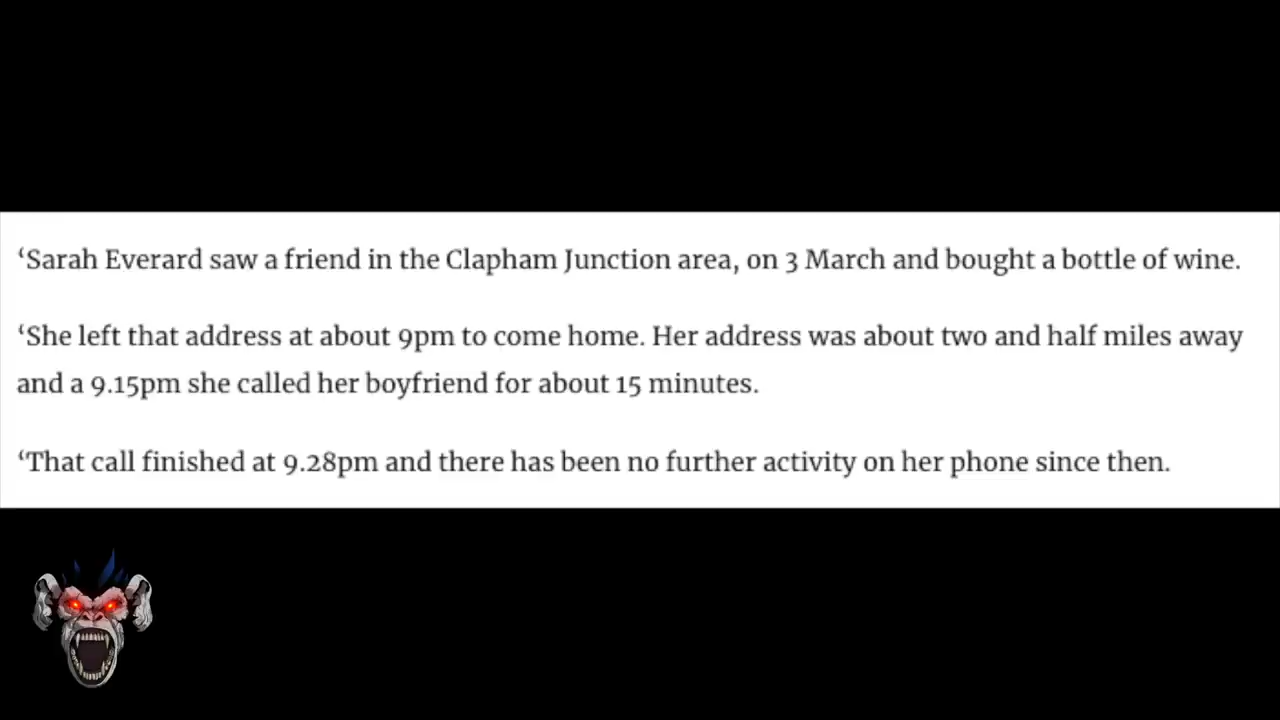 ‘Sarah Everard saw a friend in the Clapham Junction area, on 3 March and bought a bottle of wine.
‘She left that address at about 9pm to come home. Her address was about two and half miles away
and a 9.15pm she called her boyfriend for about 15 minutes.
‘That call finished at 9.28pm and there has been no further activity on her phone since then.